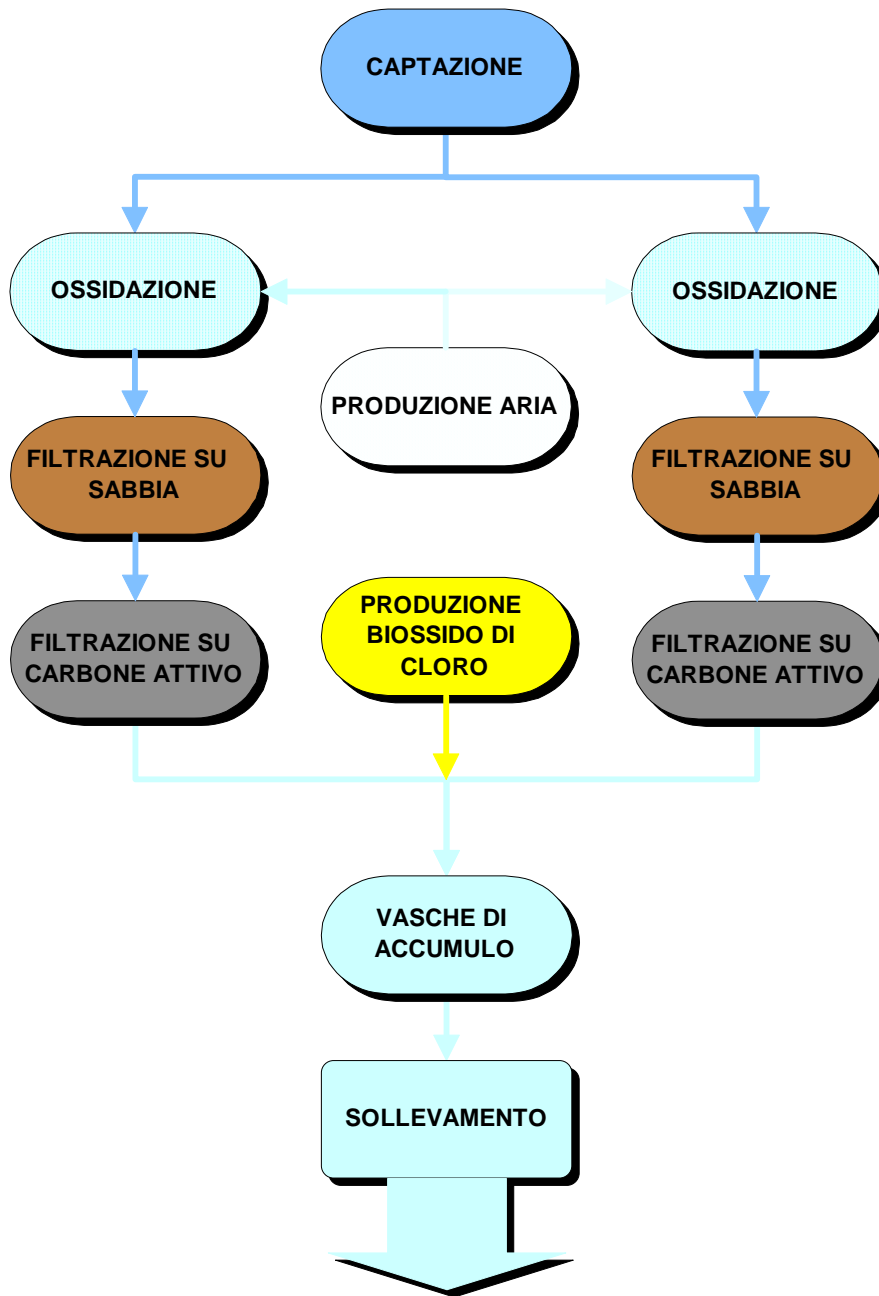 CAPTAZIONE
OSSIDAZIONE
OSSIDAZIONE
PRODUZIONE ARIA
FILTRAZIONE SU
SABBIA
FILTRAZIONE SU
SABBIA
FILTRAZIONE SU
CARBONE ATTIVO
PRODUZIONE
BIOSSIDO DI
CLORO
FILTRAZIONE SU
CARBONE ATTIVO
VASCHE DI
ACCUMULO
SOLLEVAMENTO